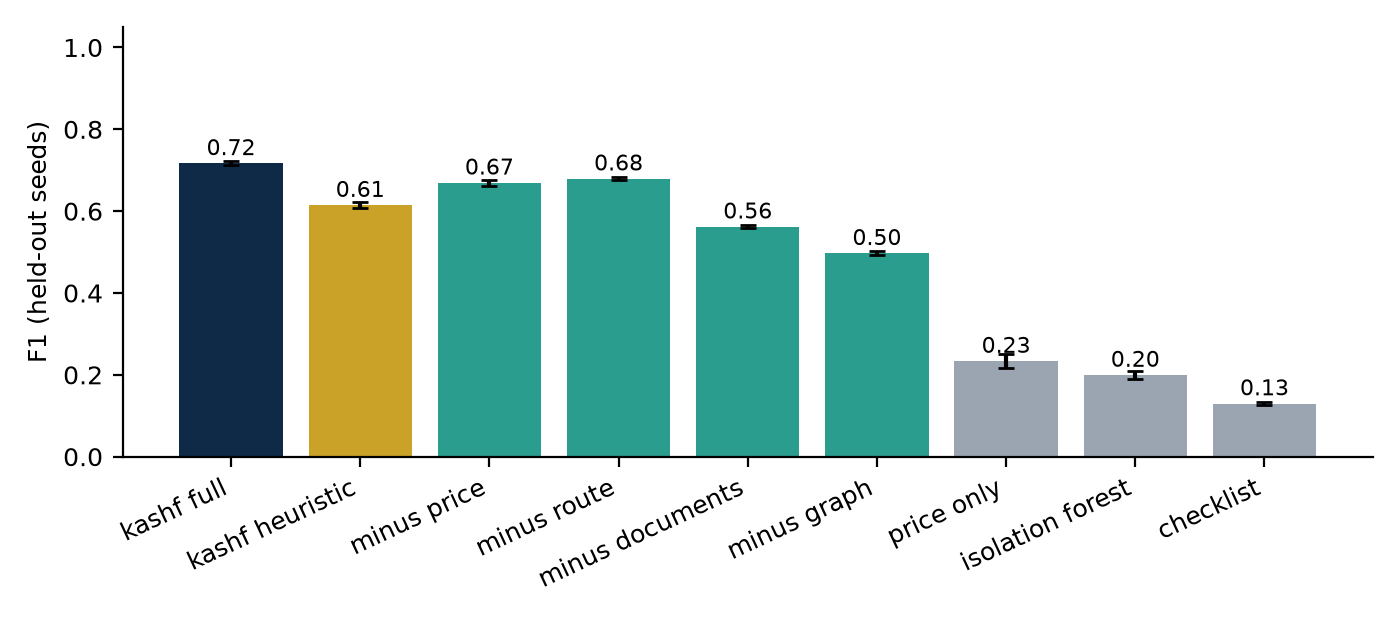 F1 (held-out seeds)
1.0
0.8
0.6
0.4
0.2
0.0
0.72
0.61
0.67
0.68
0.56
0.50
0.23
0.20
0.13
kashf full
kashf heuristic
minus price
minus route
minus documents
minus graph
price only
isolation forest
checklist